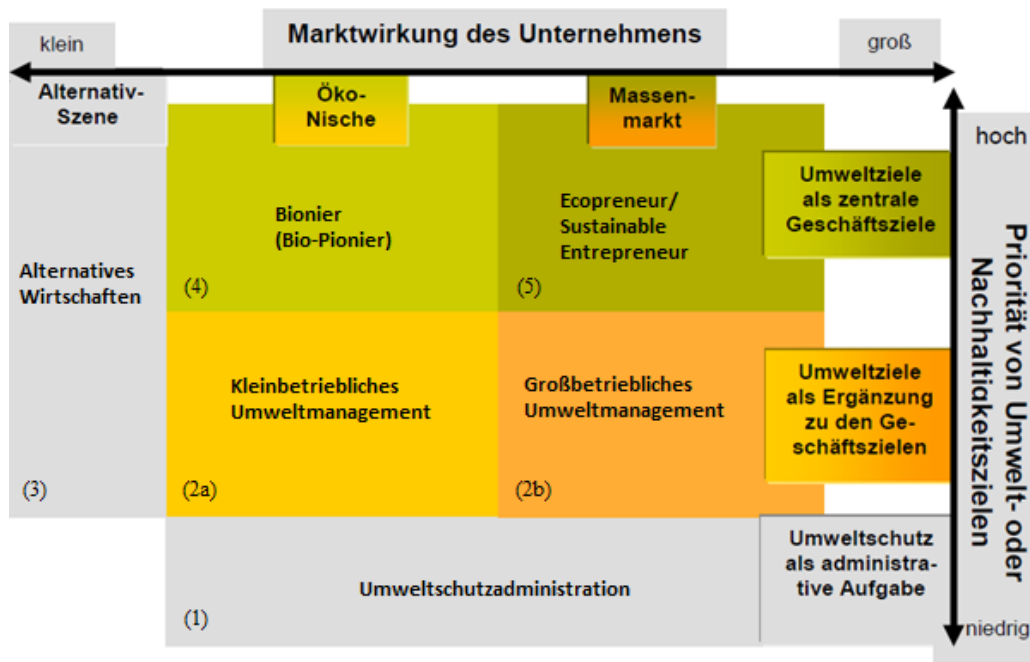 Marktwirkung des Unternehmens
klein
groß
Alternativ-
Szene
Öko-
Nische
Massen-
markt
hoch
Umweltziele
als zentrale
Geschäftsziele
Bionier
(Bio-Pionier)
Ecopreneur/
Sustainable
Entrepreneur
Alternatives
Wirtschaften
(4)
(5)
Priorität von Umwelt- oder
Nachhaltigkeitszielen
Kleinbetriebliches
Umweltmanagement
Großbetriebliches
Umweltmanagement
Umweltziele
als Ergänzung
zu den Ge-
schäftszielen
(3)
(2a)
(2b)
Umweltschutz
als administra-
tive Aufgabe
Umweltschutzadministration
(1)
niedrig